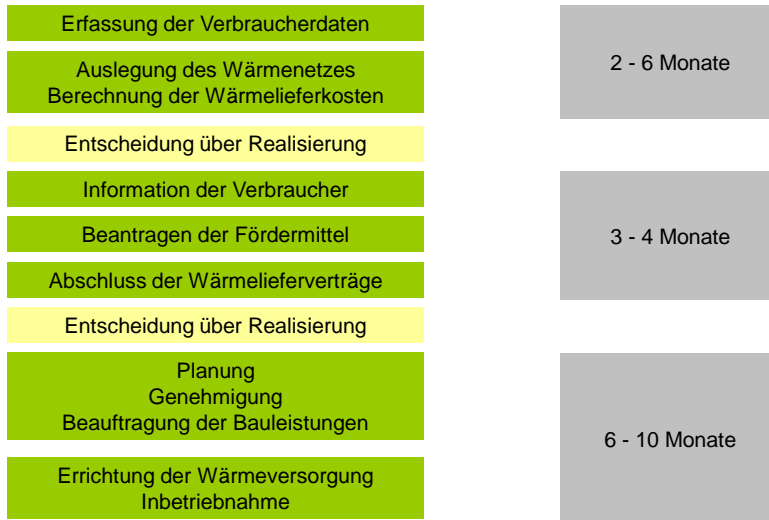 Erfassung der Verbraucherdaten
Auslegung des Wärmenetzes
Berechnung der Wärmelieferkosten
2 - 6 Monate
Entscheidung über Realisierung
Information der Verbraucher
Beantragen der Fördermittel
Abschluss der Wärmelieferverträge
3 - 4 Monate
Entscheidung über Realisierung
Planung
Genehmigung
Beauftragung der Bauleistungen
Errichtung der Wärmeversorgung
Inbetriebnahme
6 - 10 Monate